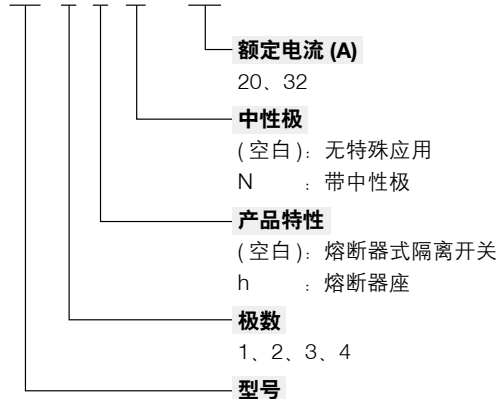 额定电流 (A)
20、32
中性极
( 空白 )：无特殊应用
N ：带中性极
产品特性
( 空白 )：熔断器式隔离开关
h ：熔断器座
极数
1、2、3、4
型号